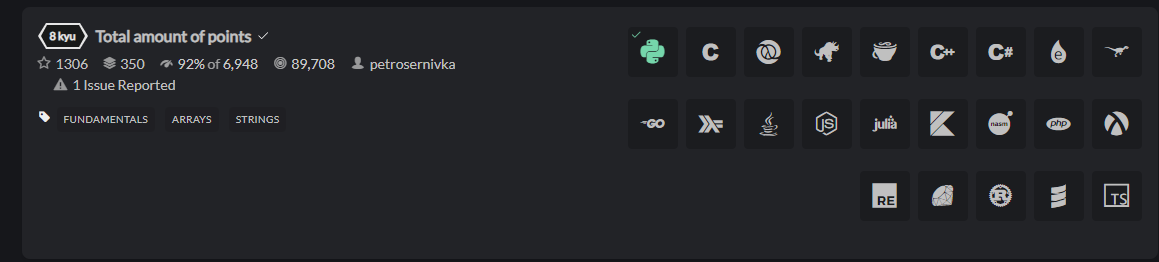 8 kyu Total amount of points
1306 350 92% of 6,948 89,708 petrosernivka
1 Issue Reported
FUNDAMENTALS ARRAYS STRINGS
C C++ C# e
GO JS julia nasm php
RE R TS